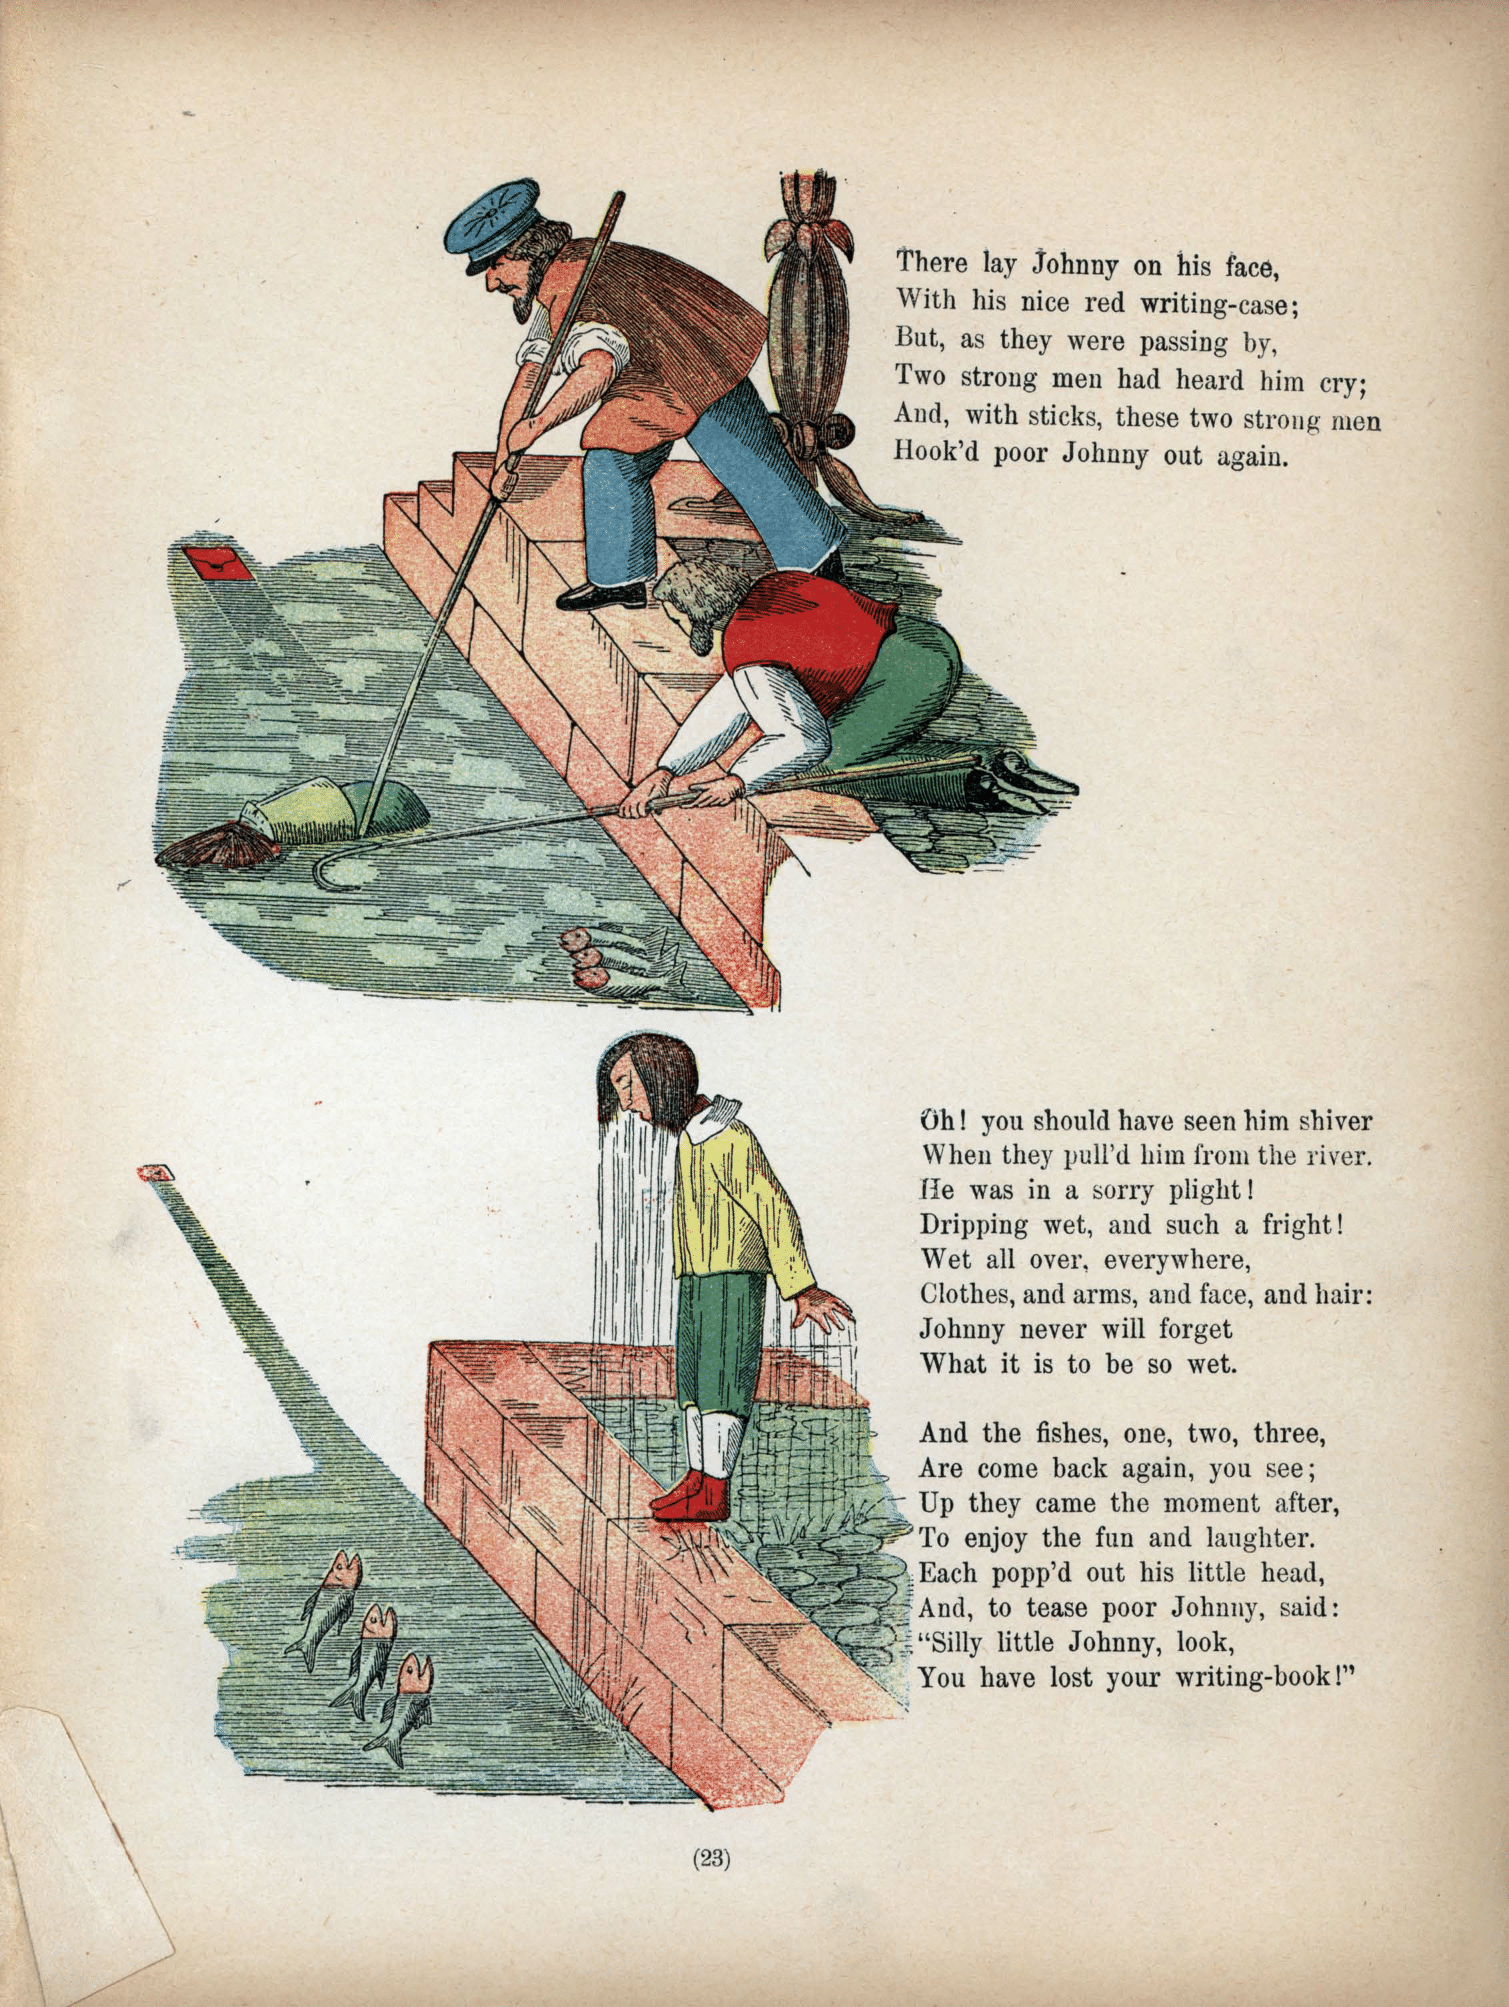 There lay Johnny on his face,
With his nice red writing-case;
But, as they were passing by,
Two strong men had heard him cry;
And, with sticks, these two strong men
Hook'd poor Johnny out again.
Oh! you should have seen him shiver
When they pull'd him from the river.
He was in a sorry plight!
Dripping wet, and such a fright!
Wet all over, everywhere,
Clothes, and arms, and face, and hair:
Johnny never will forget
What it is to be so wet.
And the fishes, one, two, three,
Are come back again, you see;
Up they came the moment after,
To enjoy the fun and laughter.
Each popp'd out his little head,
And, to tease poor Johnny, said:
"Silly little Johnny, look,
You have lost your writing-book!"
(23)